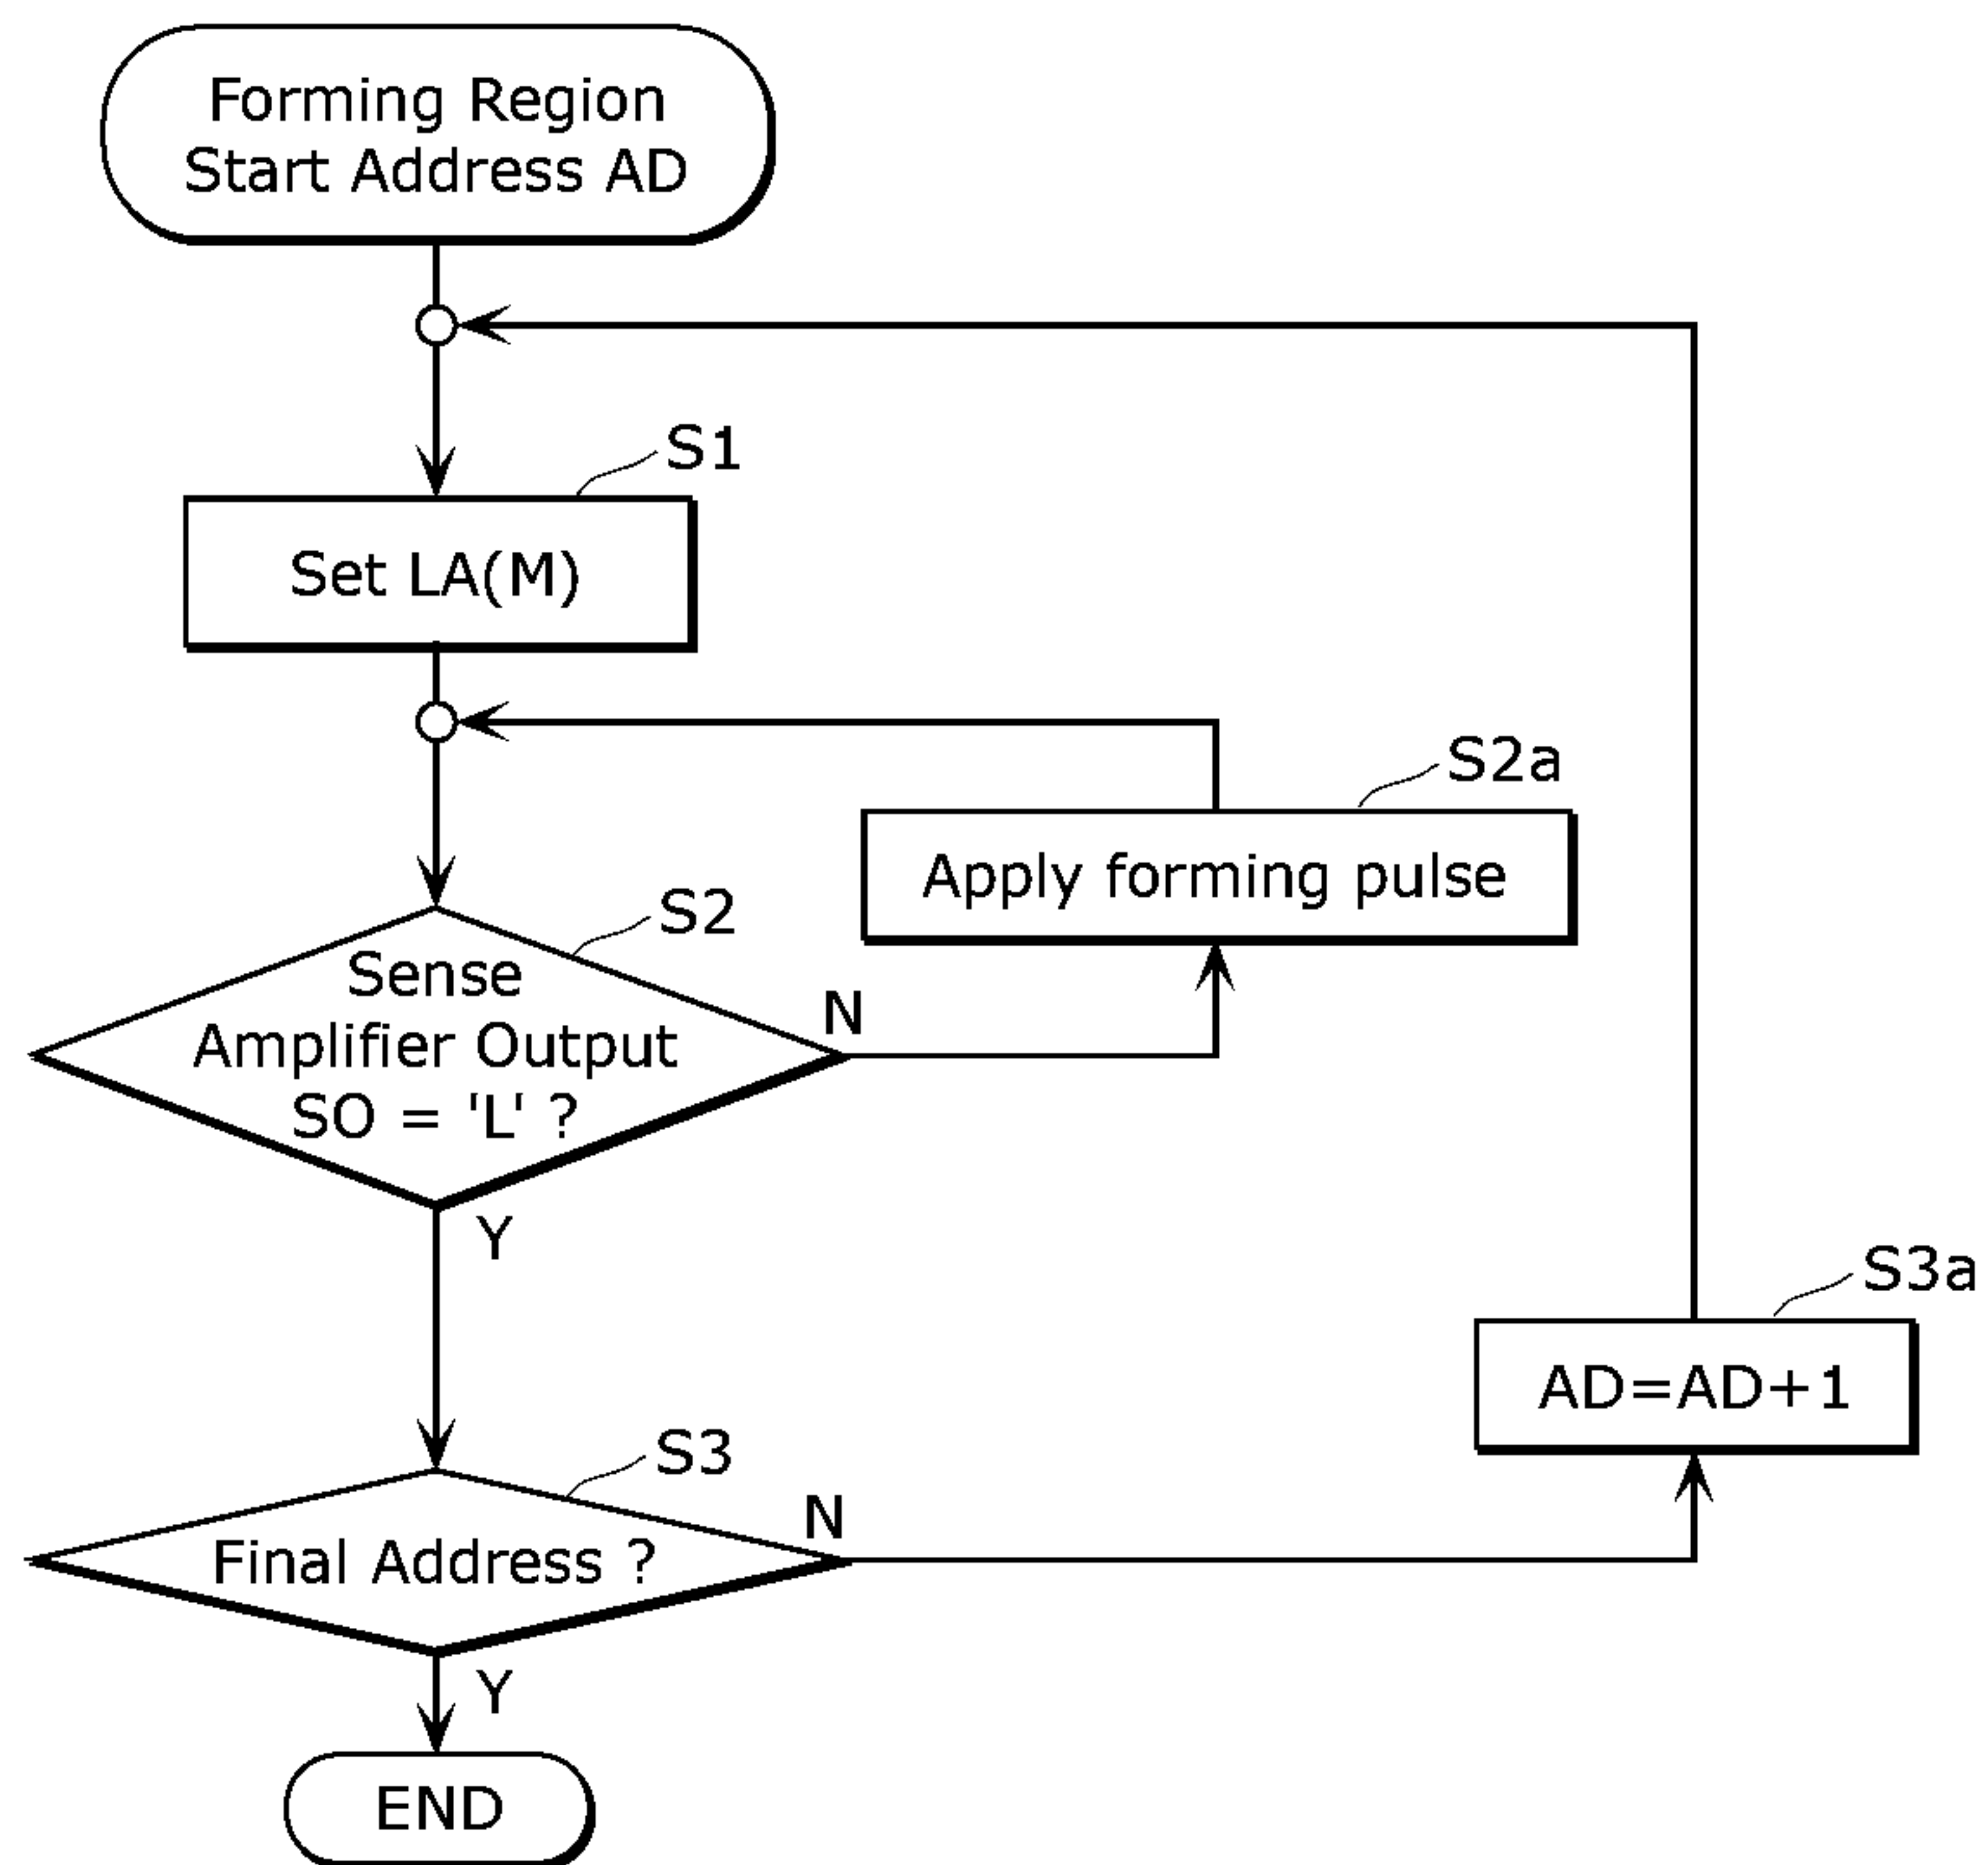 Forming Region
Start Address AD
S1
Set LA(M)
S2a
Apply forming pulse
S2
Sense
Amplifier Output
SO = 'L' ?
N
Y
S3a
AD=AD+1
S3
Final Address ?
N
Y
END